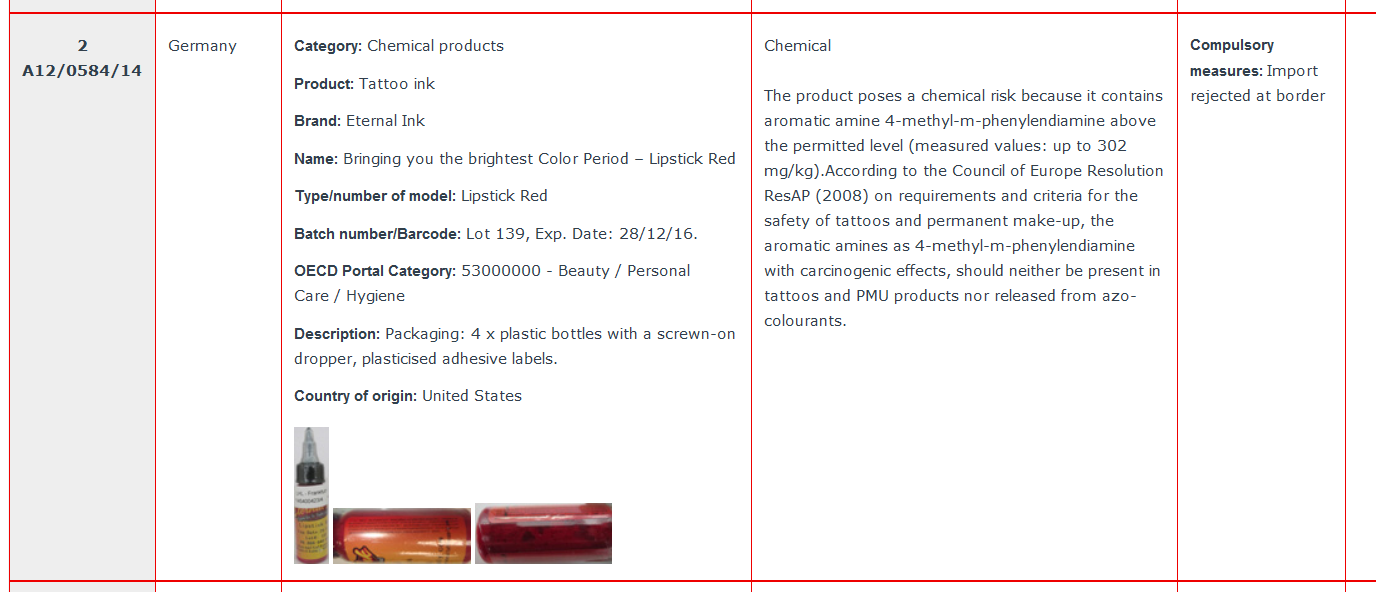 2
A12/0584/14
Germany
Category: Chemical products
Product: Tattoo ink
Brand: Eternal Ink
Name: Bringing you the brightest Color Period – Lipstick Red
Type/number of model: Lipstick Red
Batch number/Barcode: Lot 139, Exp. Date: 28/12/16.
OECD Portal Category: 53000000 - Beauty / Personal
Care / Hygiene
Description: Packaging: 4 x plastic bottles with a screwn-on
dropper, plasticised adhesive labels.
Country of origin: United States
Chemical
The product poses a chemical risk because it contains
aromatic amine 4-methyl-m-phenylendiamine above
the permitted level (measured values: up to 302
mg/kg).According to the Council of Europe Resolution
ResAP (2008) on requirements and criteria for the
safety of tattoos and permanent make-up, the
aromatic amines as 4-methyl-m-phenylendiamine
with carcinogenic effects, should neither be present in
tattoos and PMU products nor released from azo-
colourants.
Compulsory
measures: Import
rejected at border